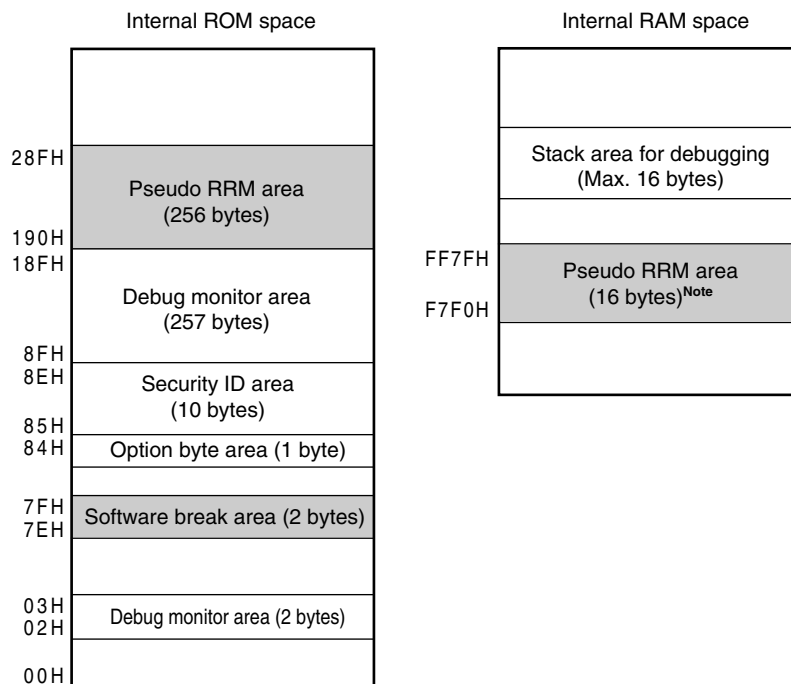 Internal ROM space
28FH
Pseudo RRM area
(256 bytes)
190H
18FH
Debug monitor area
(257 bytes)
8FH
8EH
Security ID area
(10 bytes)
85H
84H
Option byte area (1 byte)
7FH
Software break area (2 bytes)
7EH
03H
Debug monitor area (2 bytes)
02H
00H
Internal RAM space
Stack area for debugging
(Max. 16 bytes)
FF7FH
Pseudo RRM area
(16 bytes)Note
F7F0H